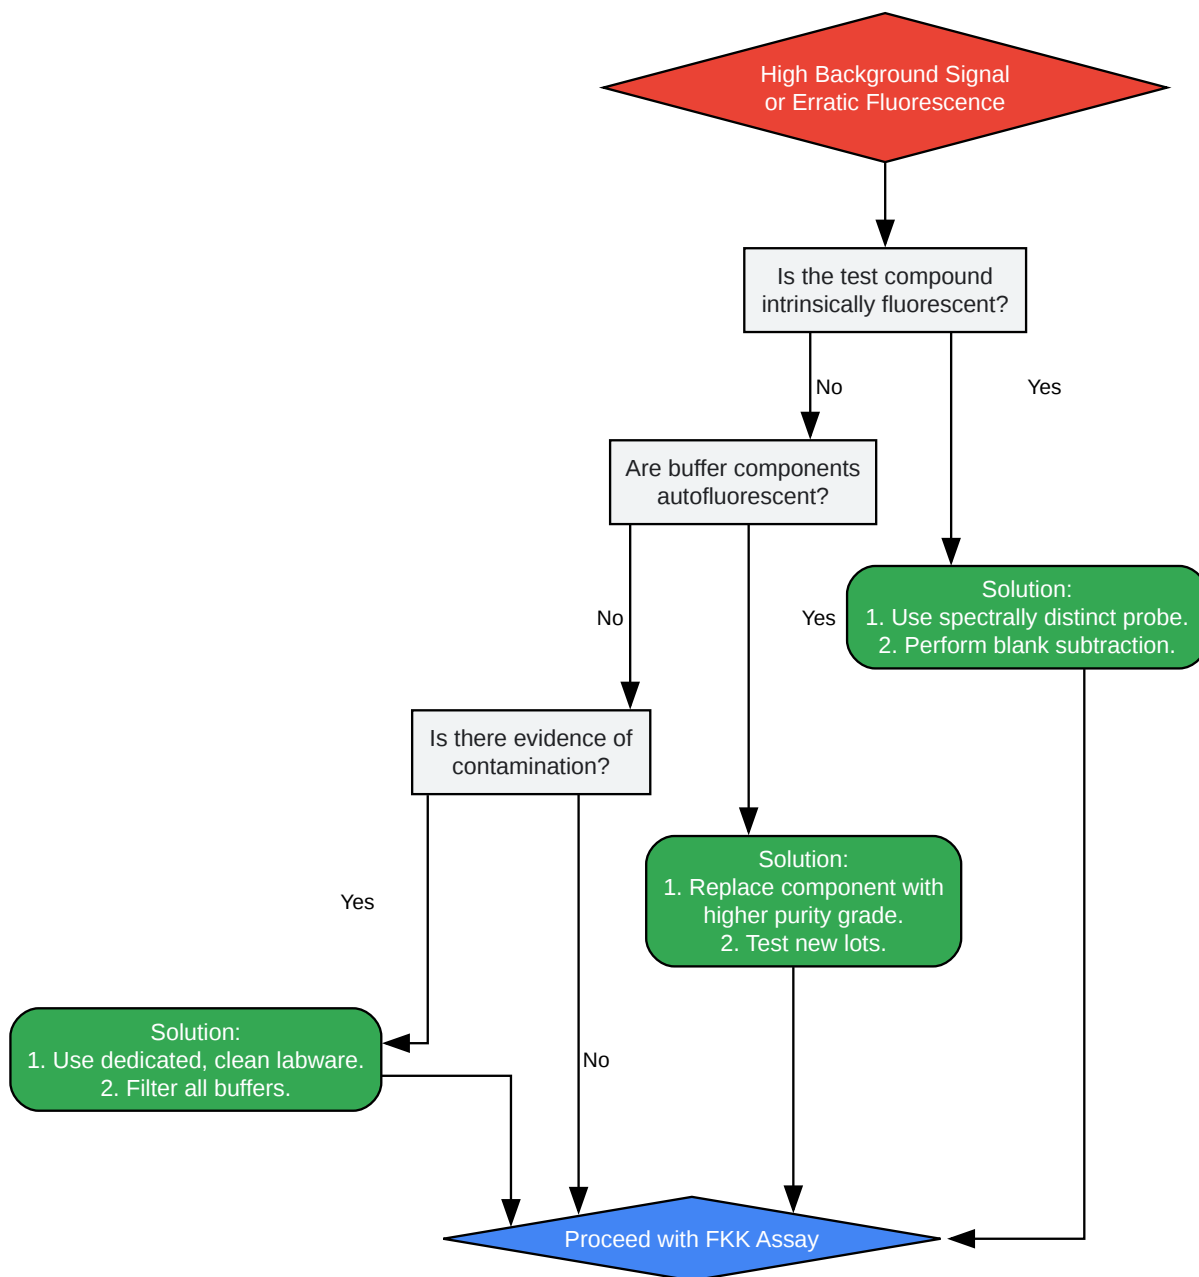 High Background Signal
or Erratic Fluorescence
Is the test compound
intrinsically fluorescent?
No
Yes
Are buffer components
autofluorescent?
No
Yes
Solution:
1. Use spectrally distinct probe.
2. Perform blank subtraction.
Is there evidence of
contamination?
Solution:
1. Replace component with
higher purity grade.
2. Test new lots.
Yes
Solution:
1. Use dedicated, clean labware.
2. Filter all buffers.
No
Proceed with FKK Assay